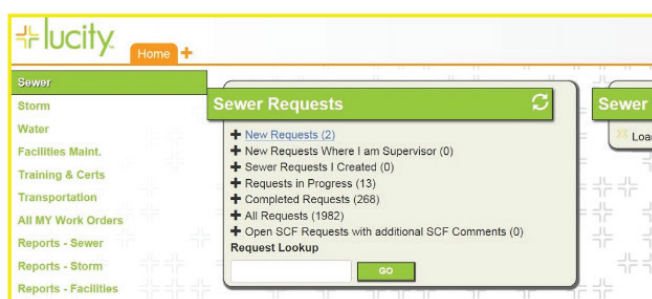 lucity
Home +
Sewer
Storm
Water
Facilities Maint.
Training & Certs
Transportation
All MY Work Orders
Reports - Sewer
Reports - Storm
Reports - Facilities
Sewer Requests
+ New Requests (2)
+ New Requests Where I am Supervisor (0)
+ Sewer Requests I Created (0)
+ Requests in Progress (13)
+ Completed Requests (268)
+ All Requests (1982)
+ Open SCF Requests with additional SCF Comments (0)
Request Lookup
GO
Sewer
Loa